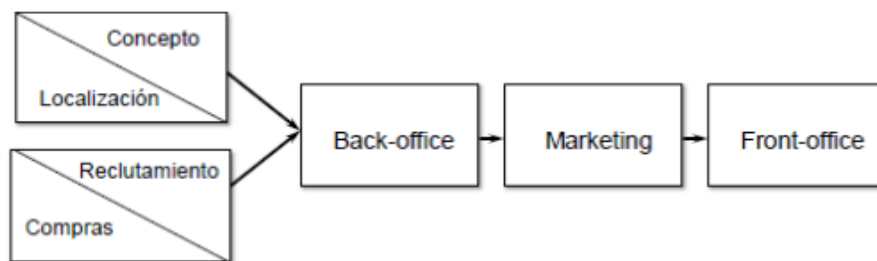 Concepto
Localización
Reclutamiento
Compras
Back-office
Marketing
Front-office